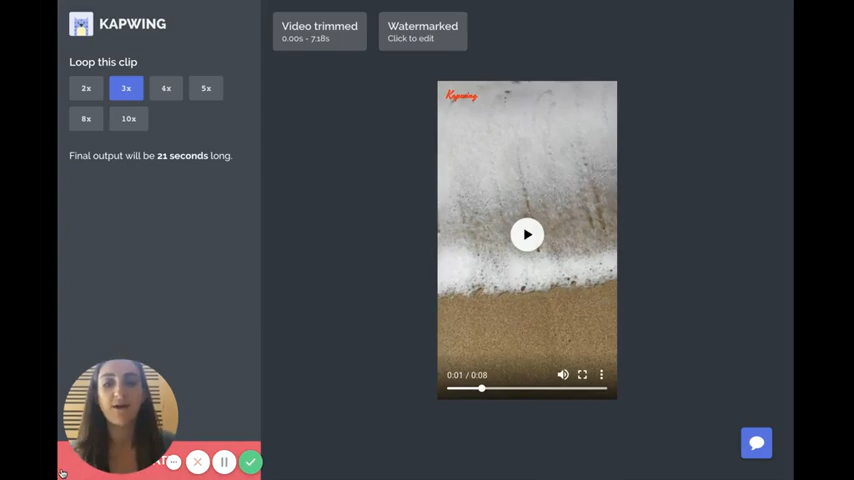 KAPWING
Loop this clip
2x 3x 4x 5x
8x 10x
Final output will be 21 seconds long.
Video trimmed
0.00s - 7.18s
Watermarked
Click to edit
Kapwing
0:01 / 0:08